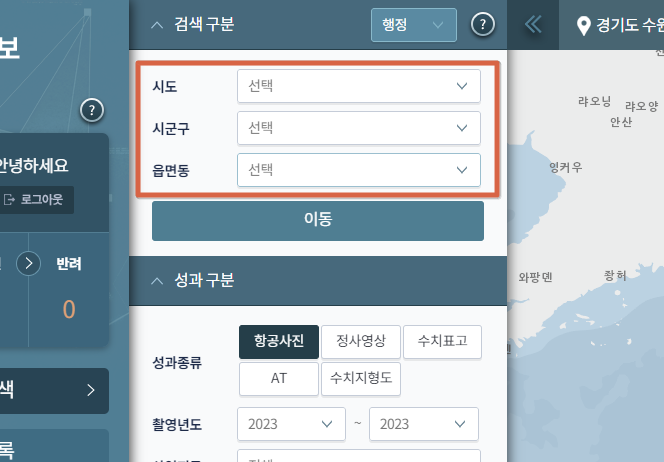 보
?
안녕하세요
로그아웃
반려
0
색
록
검색 구분
행정
?
시도
선택
시군구
선택
읍면동
선택
이동
성과 구분
성과종류
항공사진
정사영상
수치표고
AT
수치지형도
촬영년도
2023
~
2023
경기도 수원
랴오닝
랴오양
안산
잉커우
와팡뎬
좡허